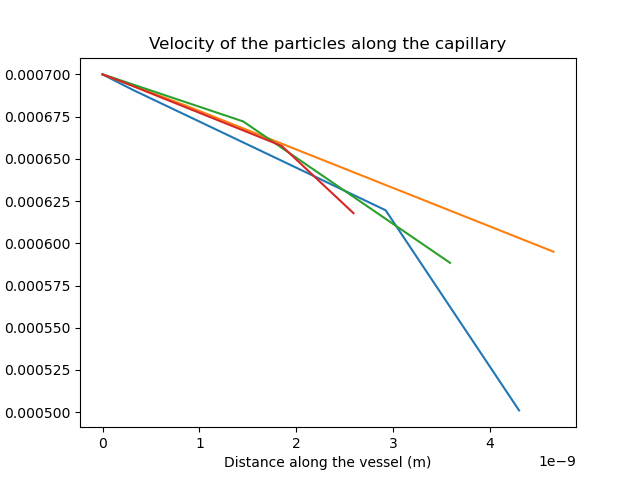 Velocity of the particles along the capillary
0.000700
0.000675
0.000650
0.000625
0.000600
0.000575
0.000550
0.000525
0.000500
0 1 2 3 4
1e−9
Distance along the vessel (m)